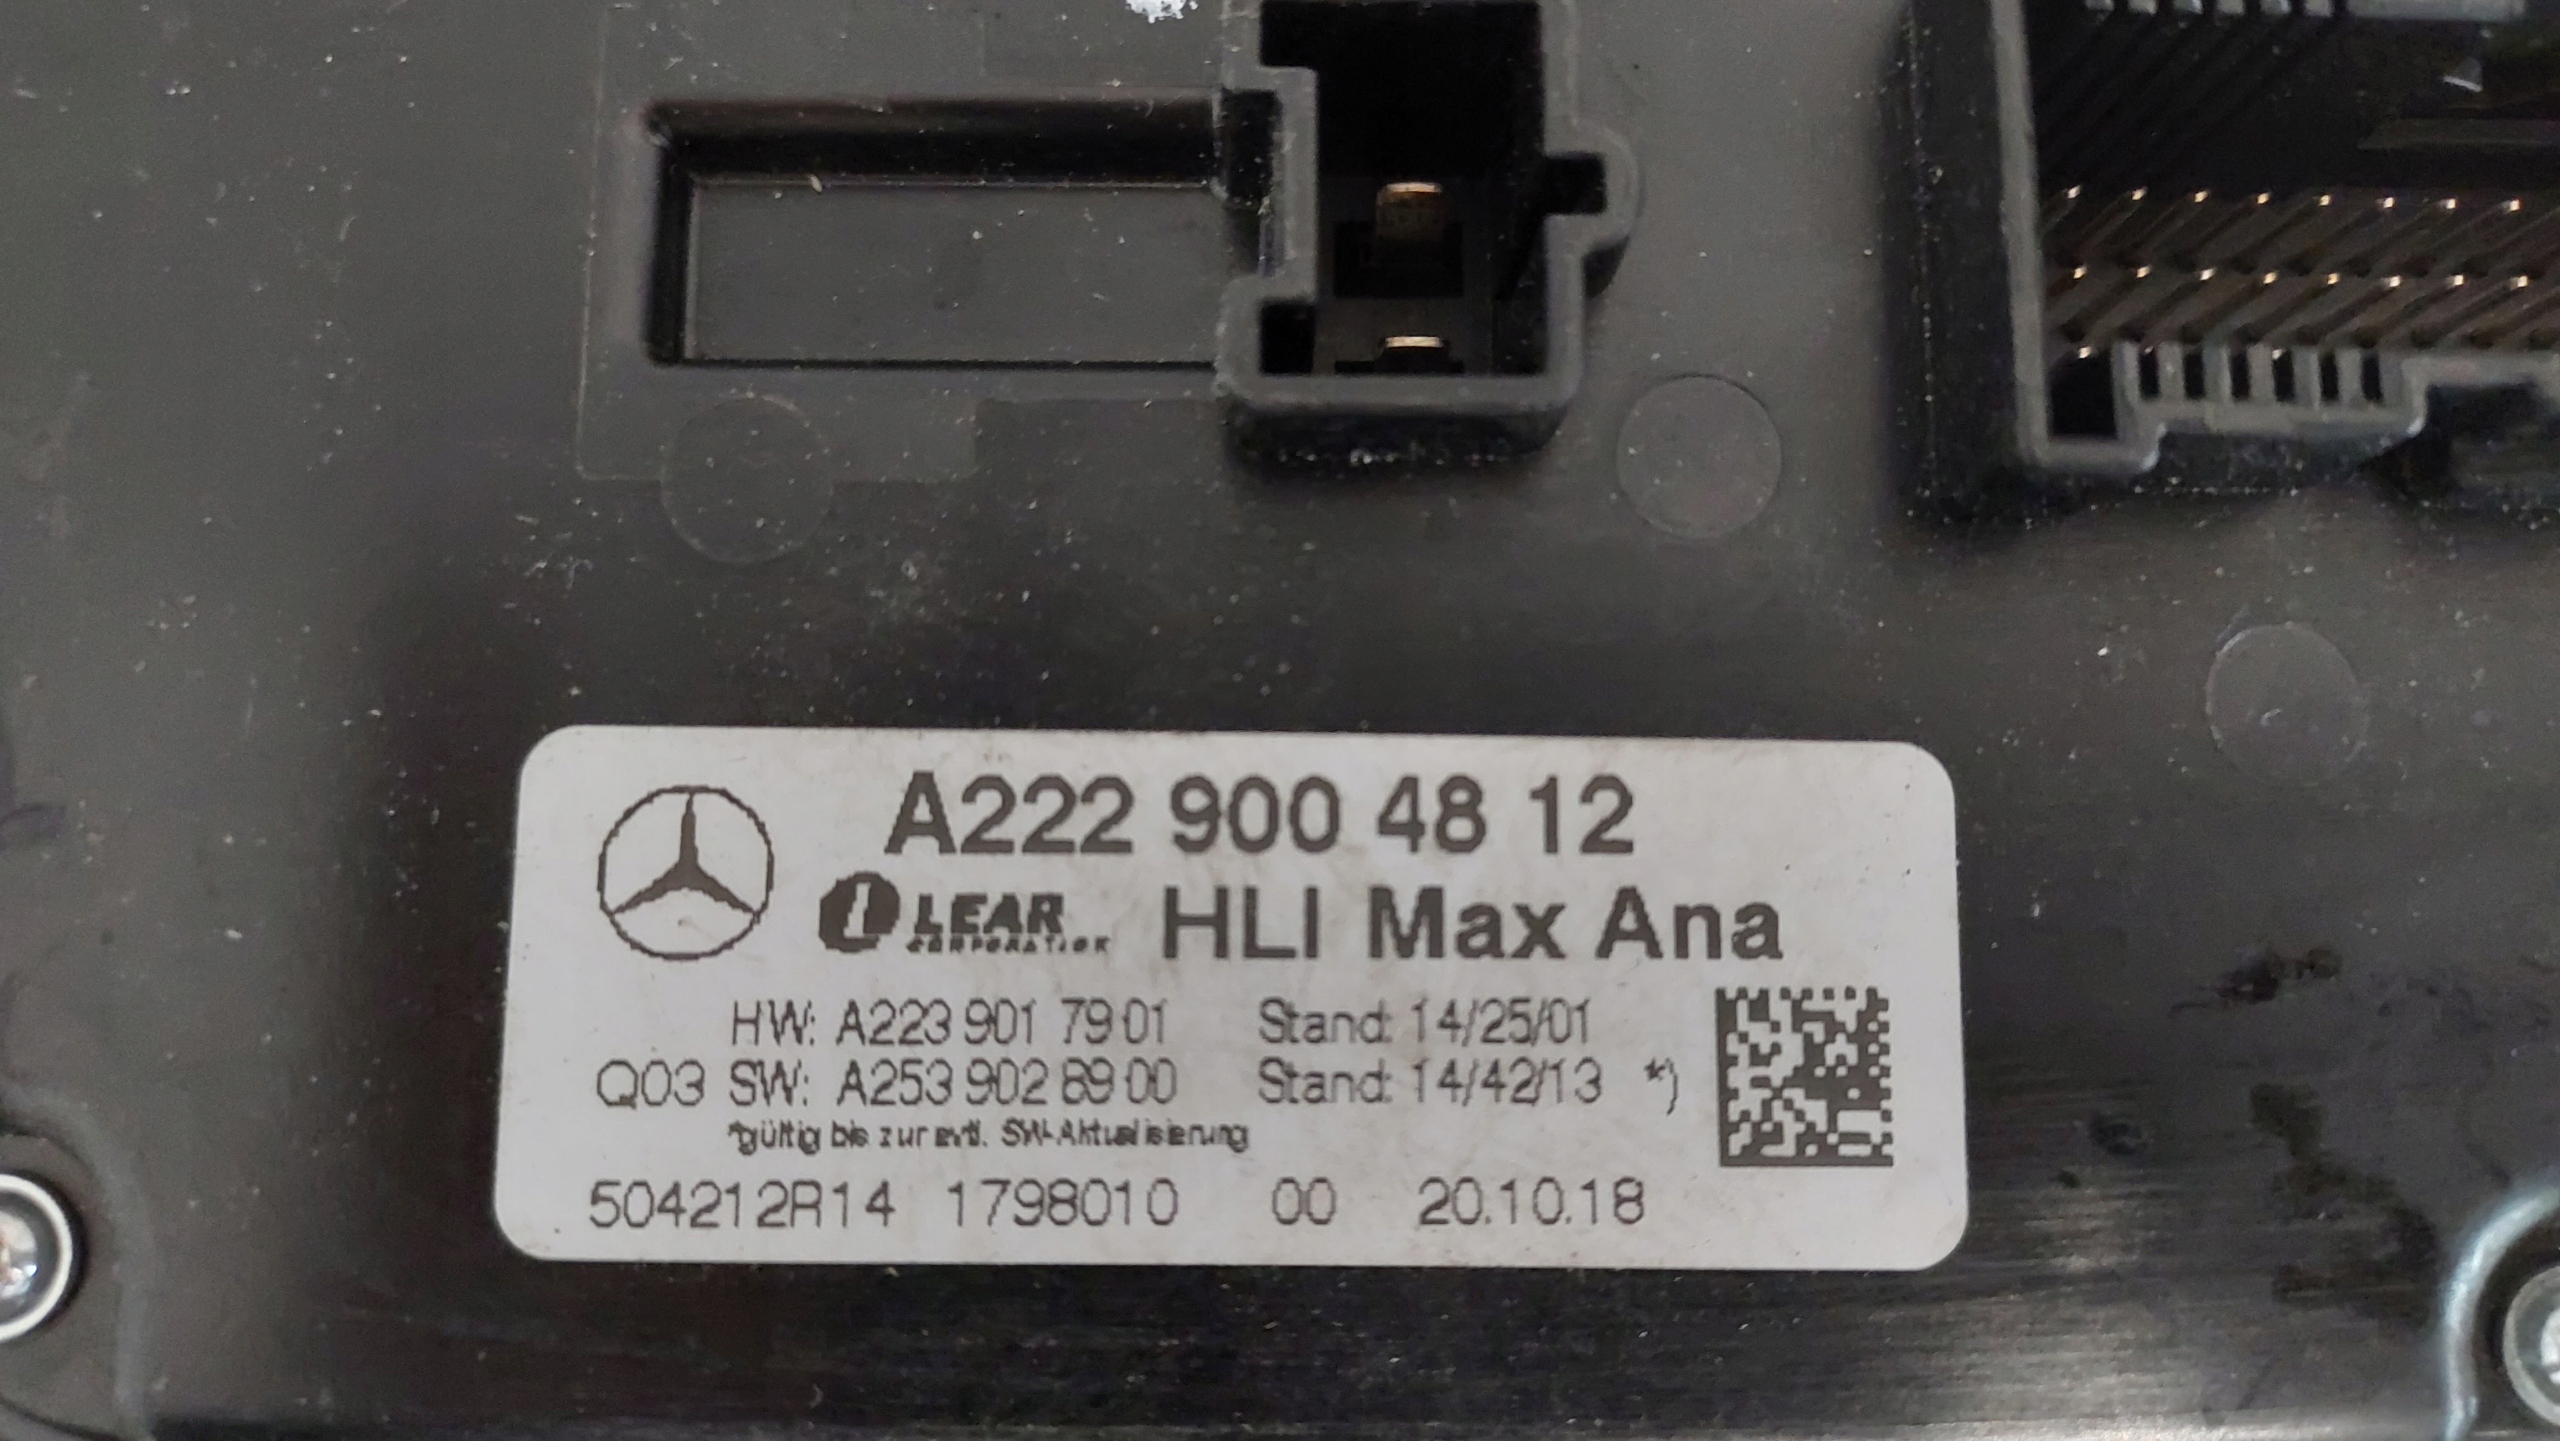 A222 900 48 12
LEAR CORPORATION HLI Max Ana
HW: A223 901 79 01 Stand: 14/25/01
Q03 SW: A253 902 89 00 Stand: 14/42/13 *)
*gültig bis zur evtl. SW-Aktualisierung
504212R14 1798010 00 20.10.18